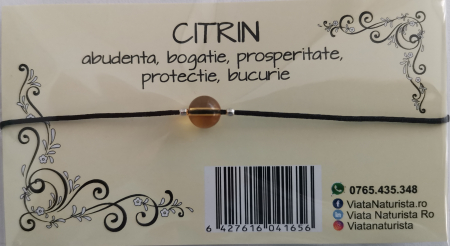 CITRIN
abudenta, bogatie, prosperitate,
protectie, bucurie
0765.435.348
ViataNaturista.ro
Viata Naturista Ro
Viatanaturista
6 427616 041656